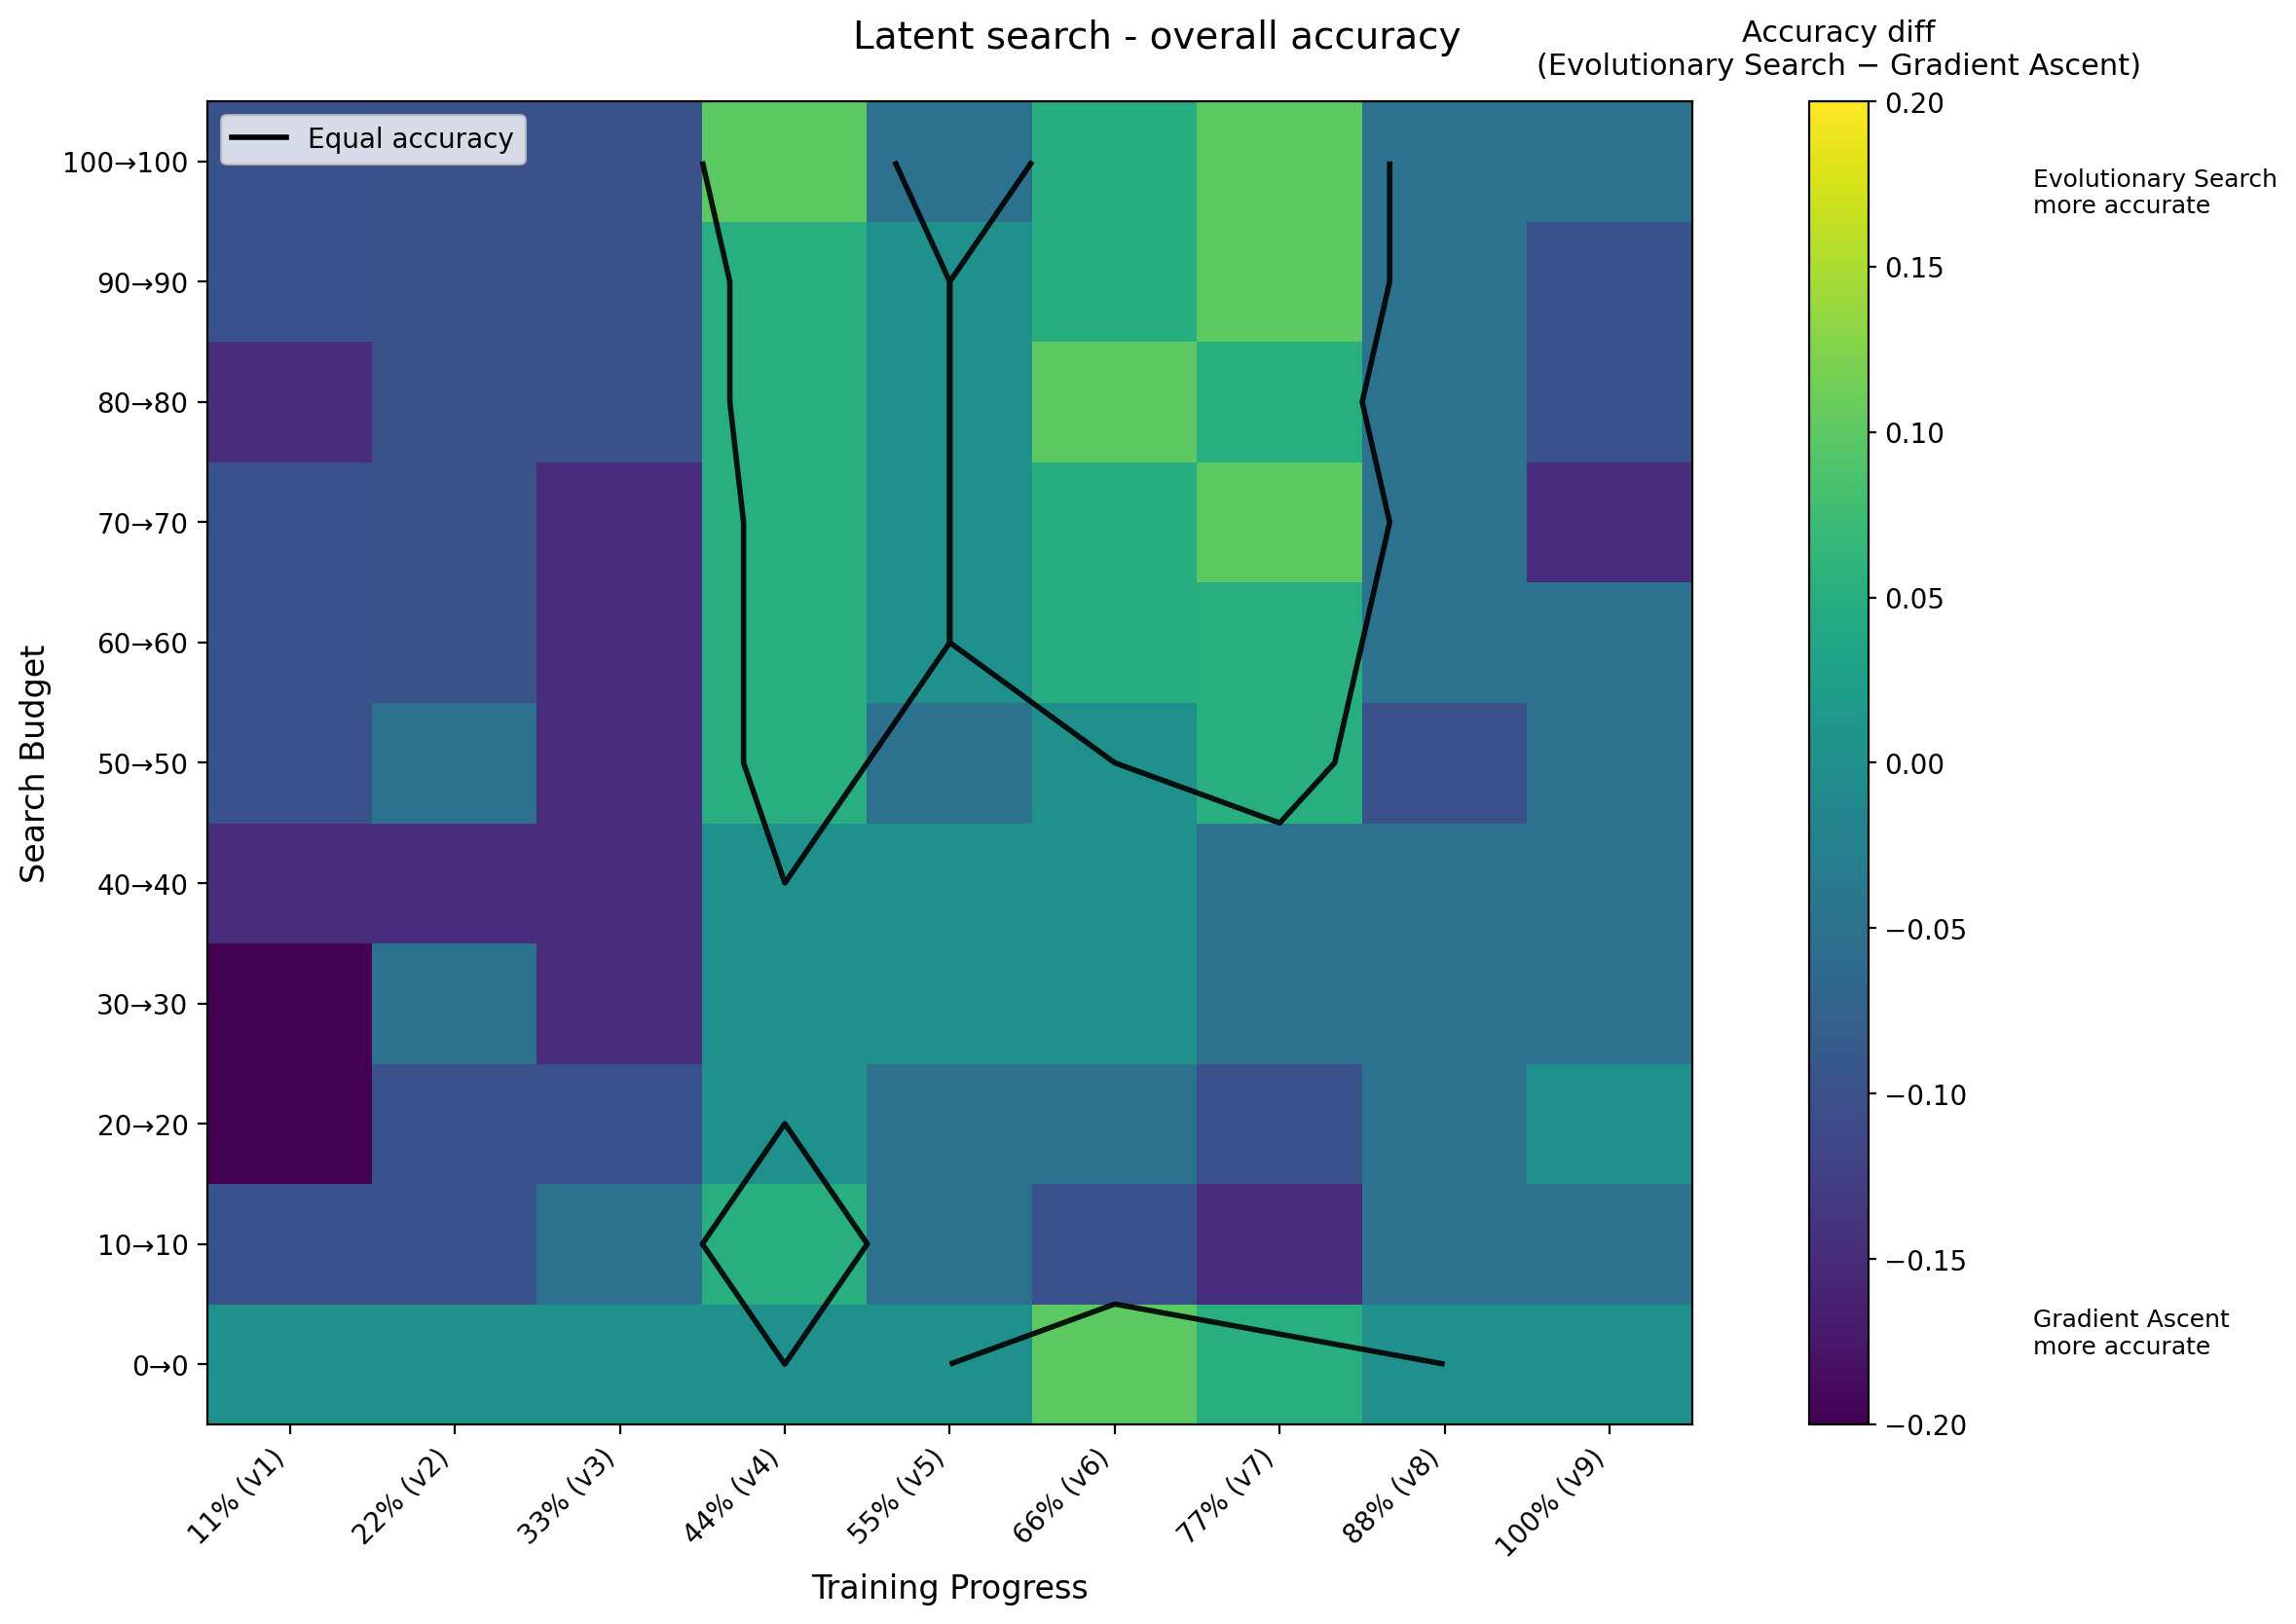 Latent search - overall accuracy
Accuracy diff
(Evolutionary Search − Gradient Ascent)
Equal accuracy
Search Budget
100→100
90→90
80→80
70→70
60→60
50→50
40→40
30→30
20→20
10→10
0→0
11% (v1)
22% (v2)
33% (v3)
44% (v4)
55% (v5)
66% (v6)
77% (v7)
88% (v8)
100% (v9)
Training Progress
0.20
0.15
0.10
0.05
0.00
−0.05
−0.10
−0.15
−0.20
Evolutionary Search
more accurate
Gradient Ascent
more accurate